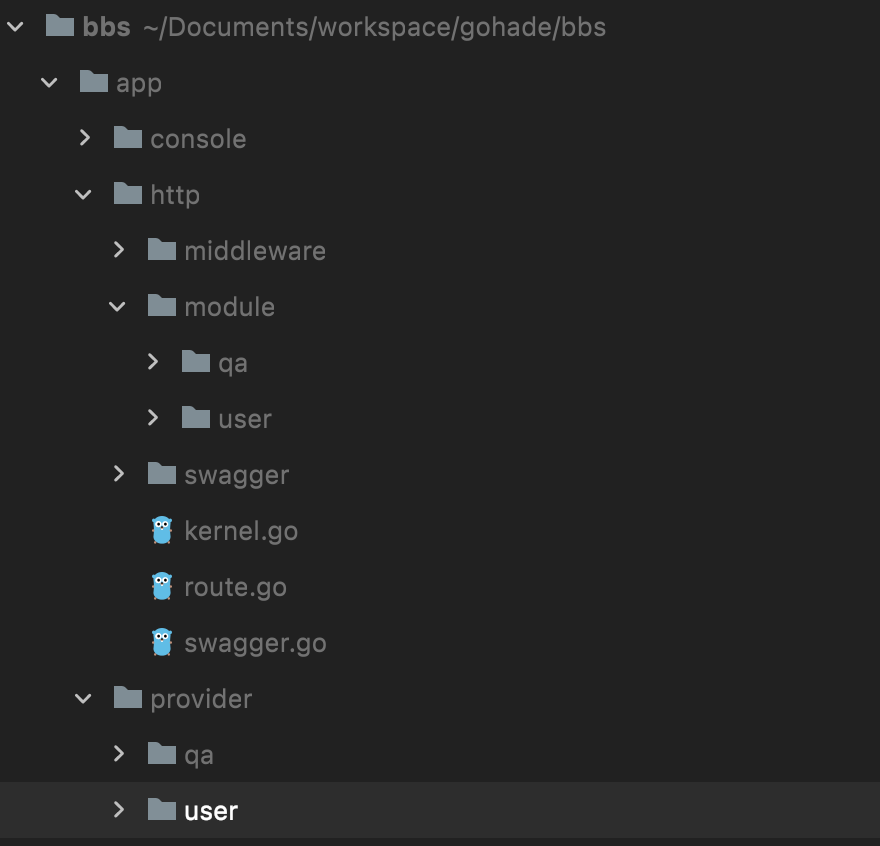 bbs ~/Documents/workspace/gohade/bbs
app
console
http
middleware
module
qa
user
swagger
kernel.go
route.go
swagger.go
provider
qa
user